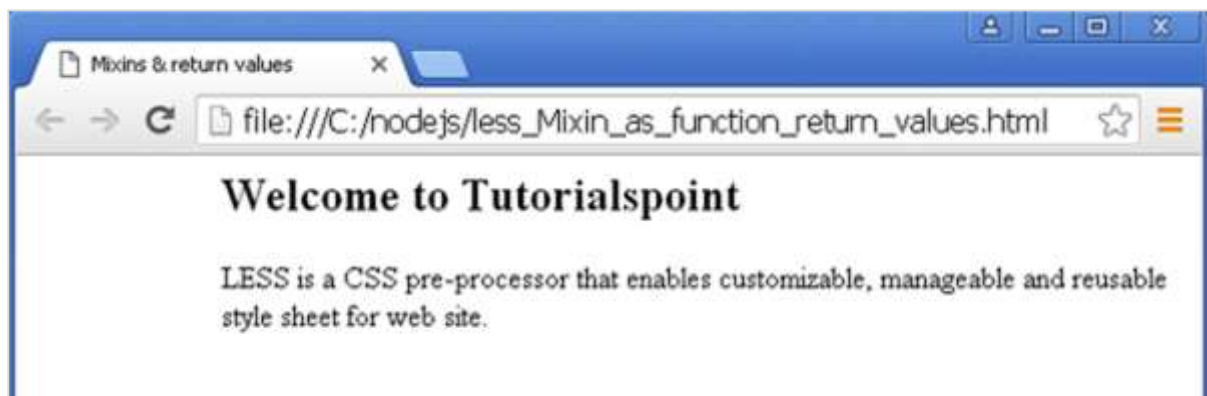 Mixins & return values
file:///C:/nodejs/less_Mixin_as_function_return_values.html
Welcome to Tutorialspoint
LESS is a CSS pre-processor that enables customizable, manageable and reusable
style sheet for web site.